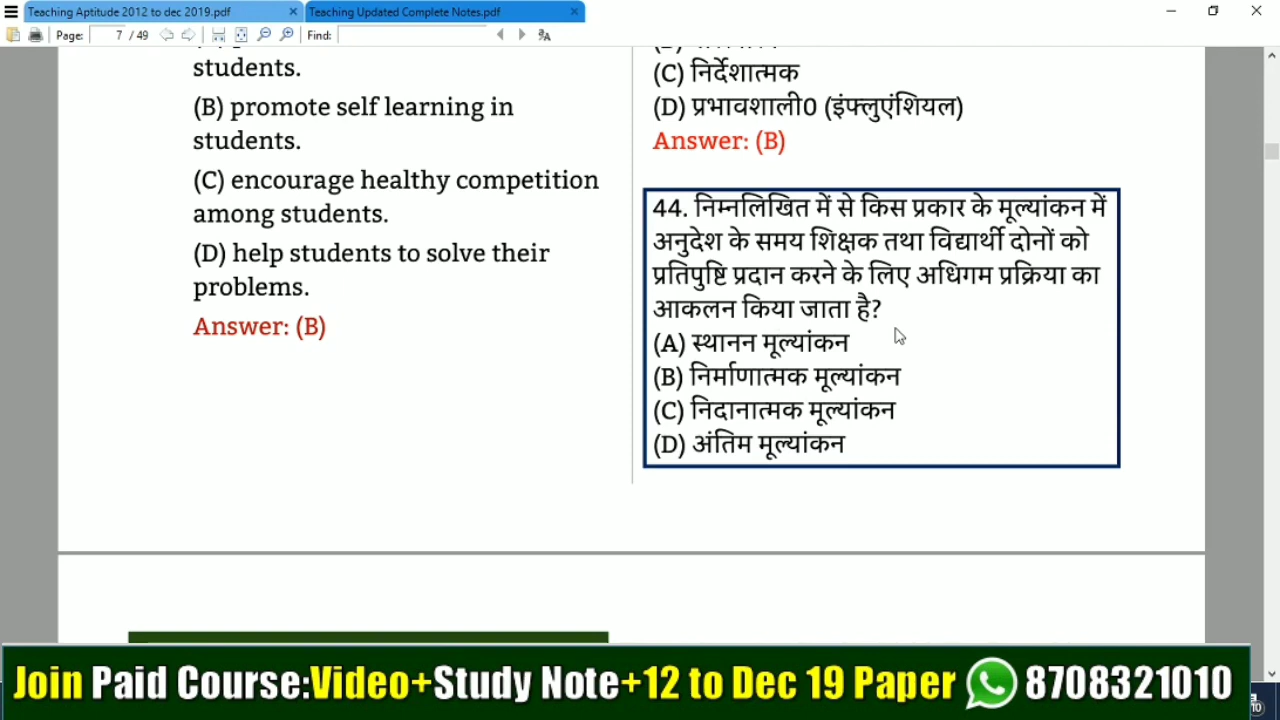 Teaching Aptitude 2012 to dec 2019.pdf
Teaching Updated Complete Notes.pdf
Page: 7 / 49 Find:
students.
(B) promote self learning in
students.
(C) encourage healthy competition
among students.
(D) help students to solve their
problems.
Answer: (B)
(C) निर्देशात्मक
(D) प्रभावशाली0 (इंफ्लुएंशियल)
Answer: (B)
44. निम्नलिखित में से किस प्रकार के मूल्यांकन में
अनुदेश के समय शिक्षक तथा विद्यार्थी दोनों को
प्रतिपुष्टि प्रदान करने के लिए अधिगम प्रक्रिया का
आकलन किया जाता है?
(A) स्थानन मूल्यांकन
(B) निर्माणात्मक मूल्यांकन
(C) निदानात्मक मूल्यांकन
(D) अंतिम मूल्यांकन
Join Paid Course:Video+Study Note+12 to Dec 19 Paper 8708321010